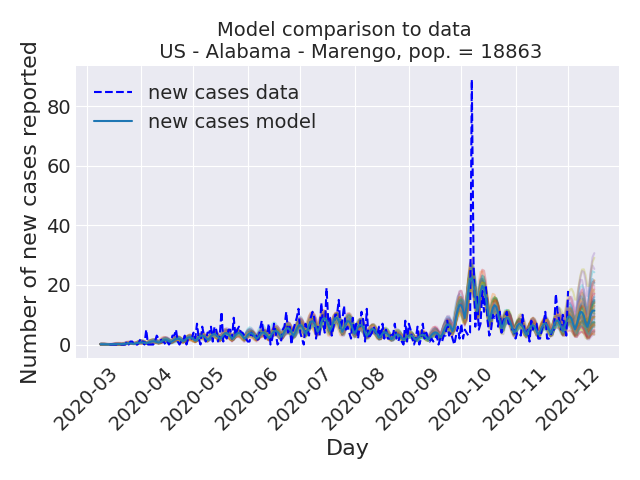 Model comparison to data
US - Alabama - Marengo, pop. = 18863
Number of new cases reported
80
60
40
20
0
new cases data
new cases model
2020-03
2020-04
2020-05
2020-06
2020-07
2020-08
2020-09
2020-10
2020-11
2020-12
Day